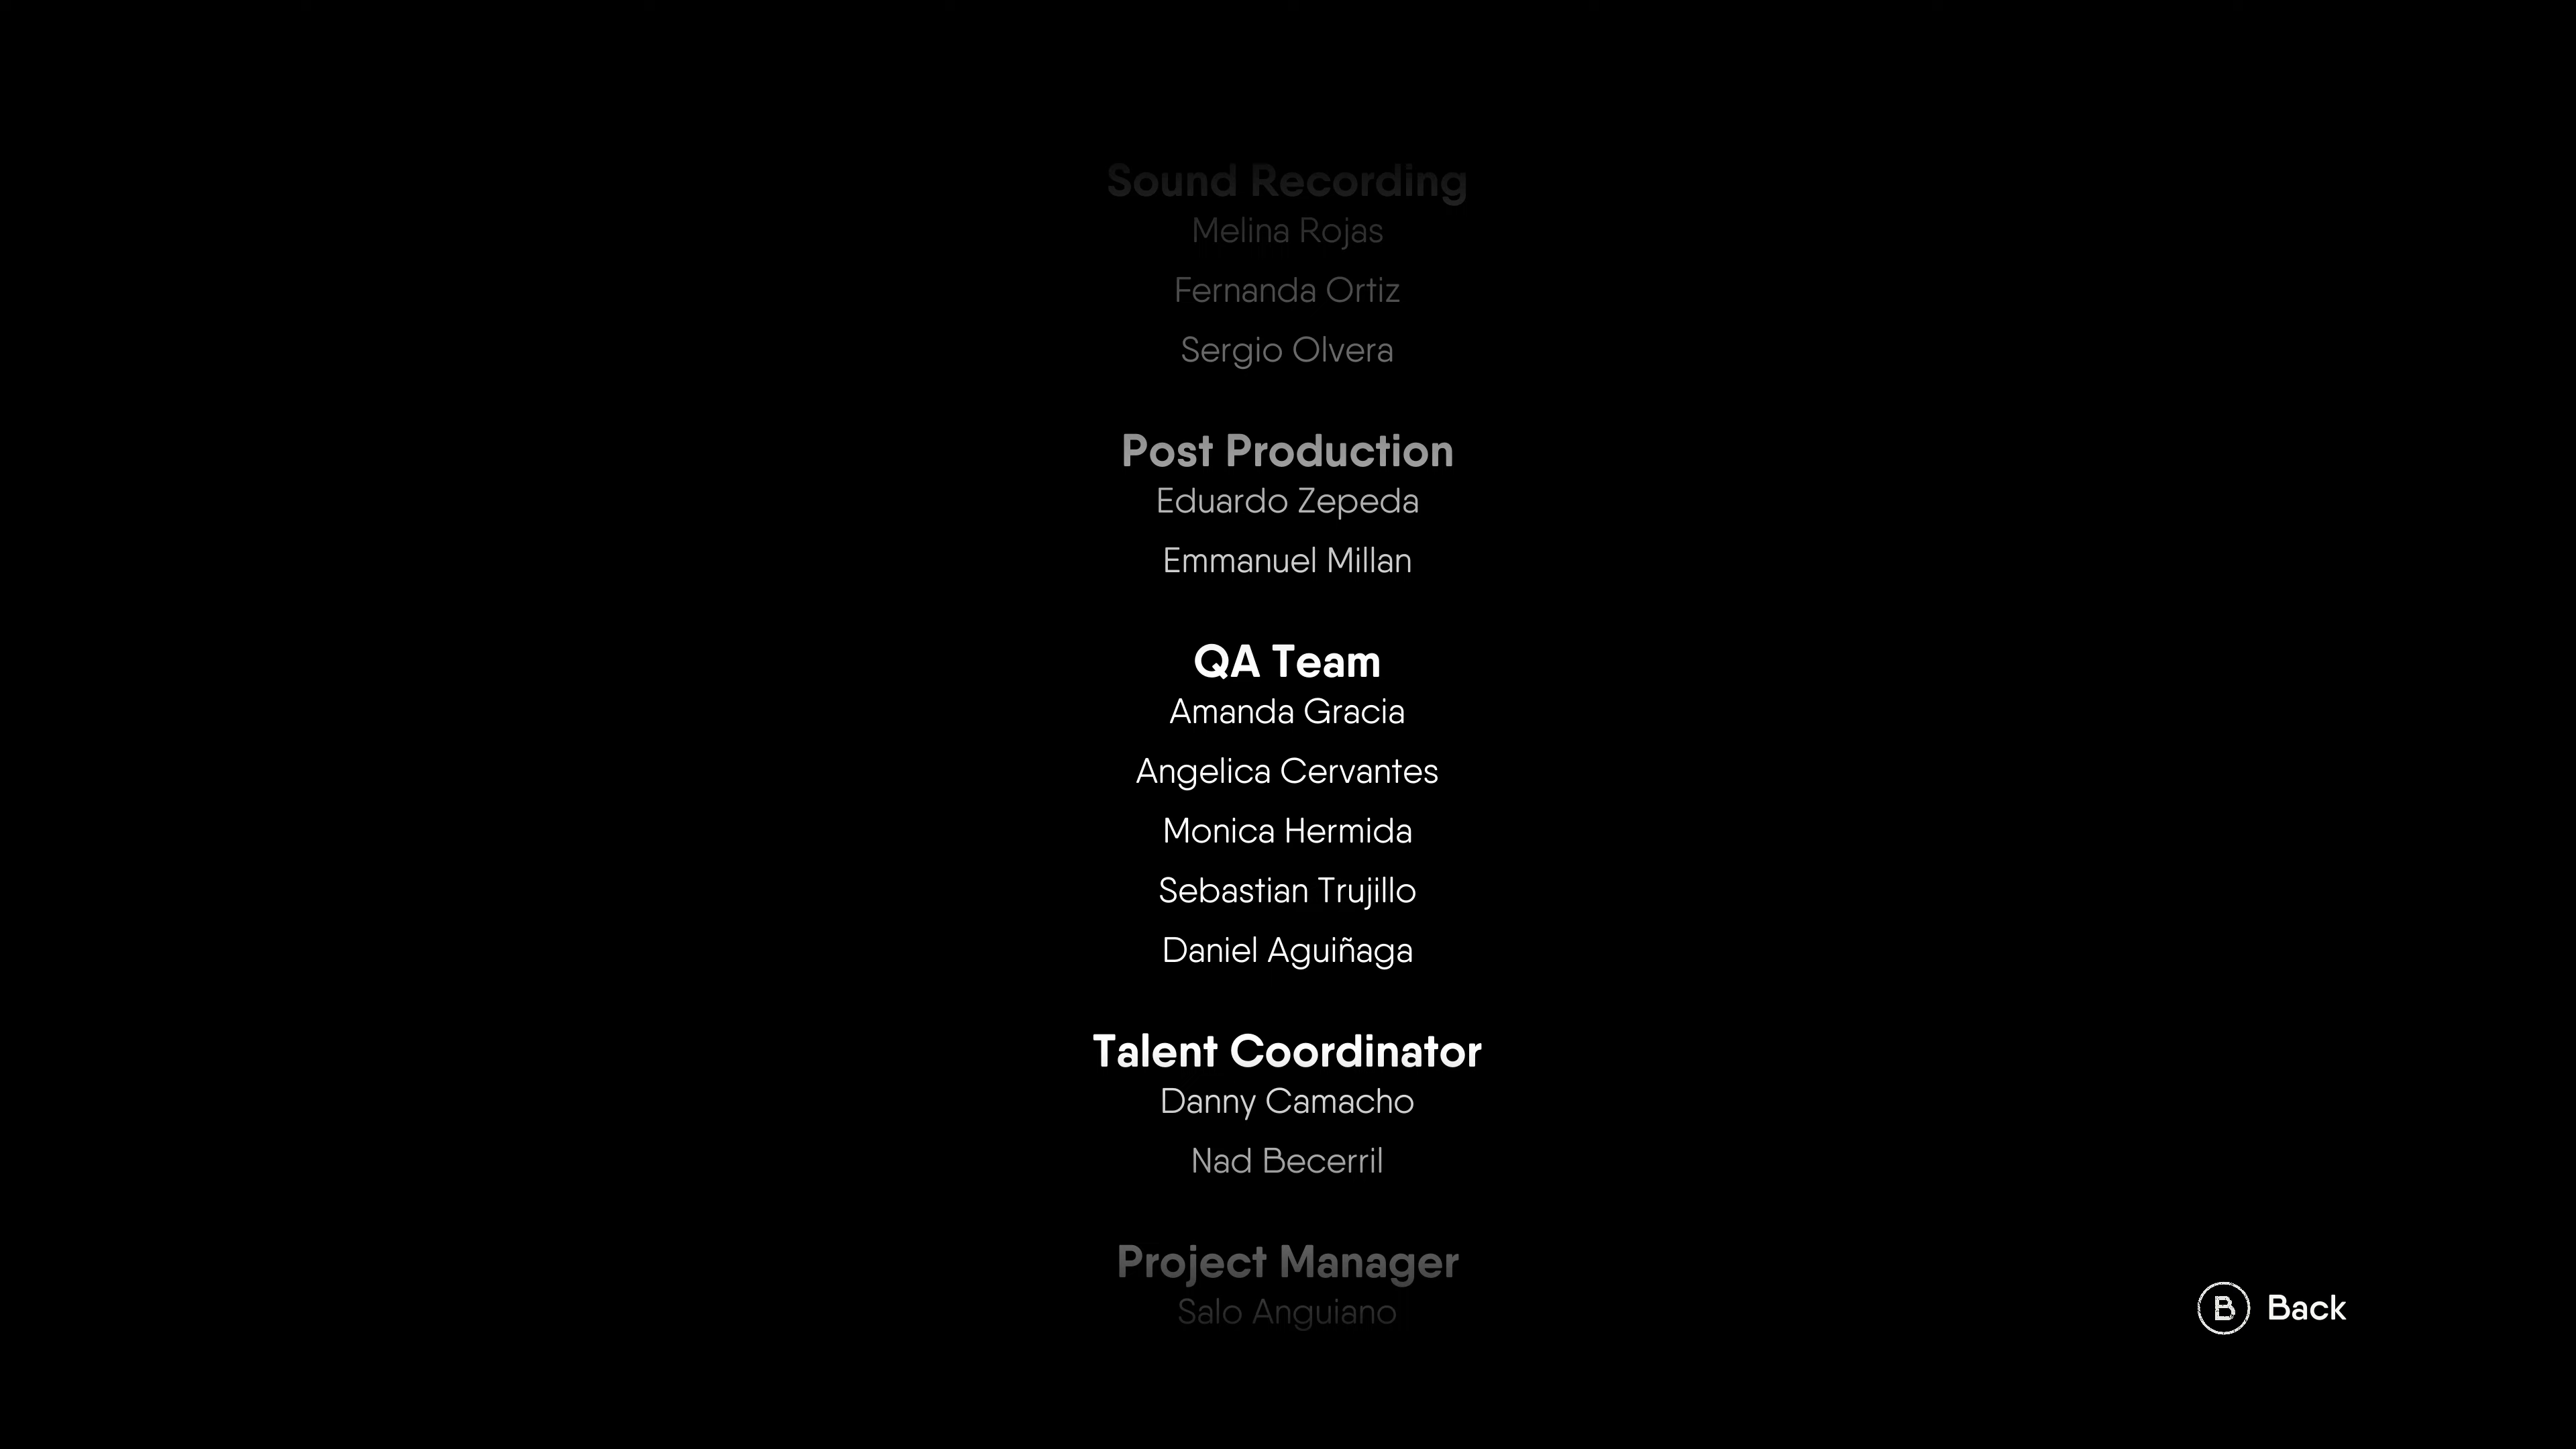 Sound Recording
Melina Rojas
Fernanda Ortiz
Sergio Olvera
Post Production
Eduardo Zepeda
Emmanuel Millan
QA Team
Amanda Gracia
Angelica Cervantes
Monica Hermida
Sebastian Trujillo
Daniel Aguiñaga
Talent Coordinator
Danny Camacho
Nad Becerril
Project Manager
Salo Anguiano
B Back